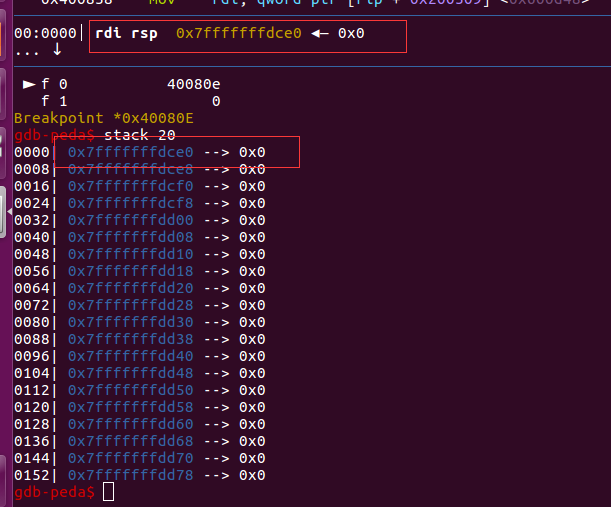 0x400838 Mov rdi, qword ptr [rip + 0x200509]
00:0000│ rdi rsp 0x7fffffffdce0 ◂— 0x0
... ↓
► f 0 40080e
f 1 0
Breakpoint *0x40080E
gdb-peda$ stack 20
0000| 0x7fffffffdce0 --> 0x0
0008| 0x7fffffffdce8 --> 0x0
0016| 0x7fffffffdcf0 --> 0x0
0024| 0x7fffffffdcf8 --> 0x0
0032| 0x7fffffffdd00 --> 0x0
0040| 0x7fffffffdd08 --> 0x0
0048| 0x7fffffffdd10 --> 0x0
0056| 0x7fffffffdd18 --> 0x0
0064| 0x7fffffffdd20 --> 0x0
0072| 0x7fffffffdd28 --> 0x0
0080| 0x7fffffffdd30 --> 0x0
0088| 0x7fffffffdd38 --> 0x0
0096| 0x7fffffffdd40 --> 0x0
0104| 0x7fffffffdd48 --> 0x0
0112| 0x7fffffffdd50 --> 0x0
0120| 0x7fffffffdd58 --> 0x0
0128| 0x7fffffffdd60 --> 0x0
0136| 0x7fffffffdd68 --> 0x0
0144| 0x7fffffffdd70 --> 0x0
0152| 0x7fffffffdd78 --> 0x0
gdb-peda$